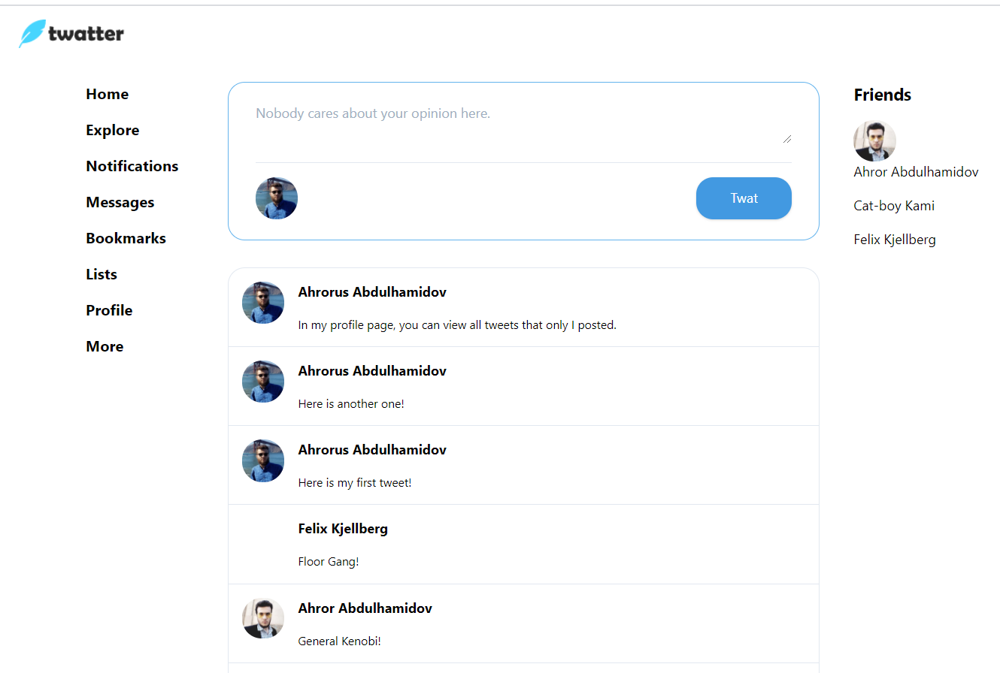 twatter
Home
Explore
Notifications
Messages
Bookmarks
Lists
Profile
More
Nobody cares about your opinion here.
Twat
Ahrorus Abdulhamidov
In my profile page, you can view all tweets that only I posted.
Ahrorus Abdulhamidov
Here is another one!
Ahrorus Abdulhamidov
Here is my first tweet!
Felix Kjellberg
Floor Gang!
Ahror Abdulhamidov
General Kenobi!
Friends
Ahror Abdulhamidov
Cat-boy Kami
Felix Kjellberg